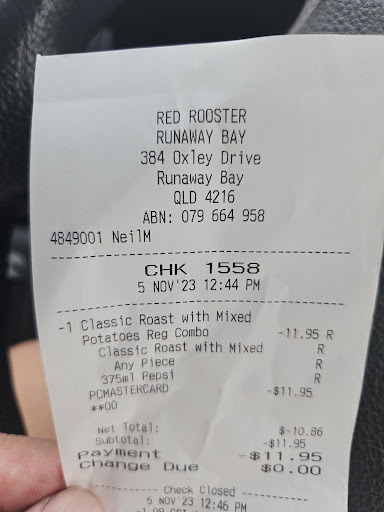 RED ROOSTER
RUNAWAY BAY
384 Oxley Drive
Runaway Bay
QLD 4216
ABN: 079 664 958
4849001 NeilM
CHK 1558
5 NOV'23 12:44 PM
-1 Classic Roast with Mixed
Potatoes Reg Combo -11.95 R
Classic Roast with Mixed R
Any Piece R
375ml Pepsi R
PCMASTERCARD -$11.95
**00
Net Total: $-10.86
Subtotal: -$11.95
Payment -$11.95
Change Due $0.00
Check Closed
5 NOV'23 12:46 PM